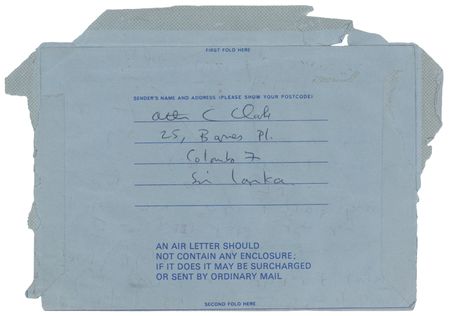 FIRST FOLD HERE
SENDER'S NAME AND ADDRESS (PLEASE SHOW YOUR POSTCODE)
C Clarke
25, Barnes Pl.
Colombo 7
Sri Lanka.
AN AIR LETTER SHOULD
NOT CONTAIN ANY ENCLOSURE;
IF IT DOES IT MAY BE SURCHARGED
OR SENT BY ORDINARY MAIL
SECOND FOLD HERE